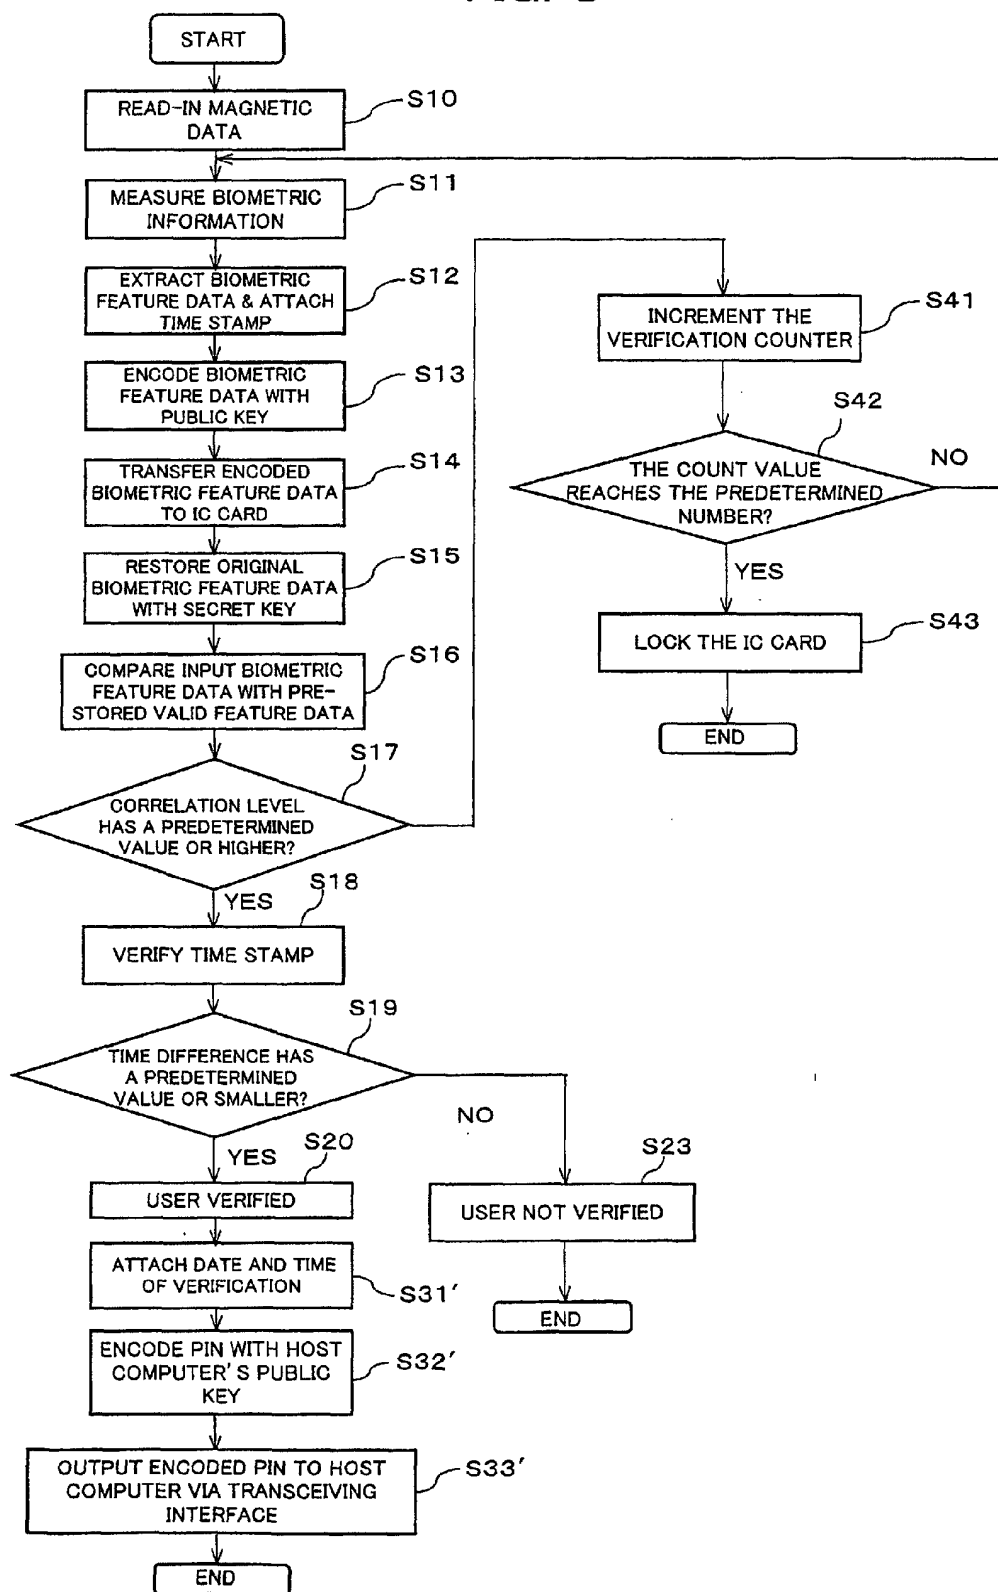 START
READ-IN MAGNETIC
DATA
S10
MEASURE BIOMETRIC
INFORMATION
S11
EXTRACT BIOMETRIC
FEATURE DATA & ATTACH
TIME STAMP
S12
ENCODE BIOMETRIC
FEATURE DATA WITH
PUBLIC KEY
S13
TRANSFER ENCODED
BIOMETRIC FEATURE DATA
TO IC CARD
S14
RESTORE ORIGINAL
BIOMETRIC FEATURE DATA
WITH SECRET KEY
S15
COMPARE INPUT BIOMETRIC
FEATURE DATA WITH PRE-
STORED VALID FEATURE DATA
S16
CORRELATION LEVEL
HAS A PREDETERMINED
VALUE OR HIGHER?
S17
YES
VERIFY TIME STAMP
S18
TIME DIFFERENCE HAS
A PREDETERMINED
VALUE OR SMALLER?
S19
NO
YES
USER VERIFIED
S20
USER NOT VERIFIED
S23
END
ATTACH DATE AND TIME
OF VERIFICATION
S31'
ENCODE PIN WITH HOST
COMPUTER'S PUBLIC
KEY
S32'
OUTPUT ENCODED PIN TO HOST
COMPUTER VIA TRANSCEIVING
INTERFACE
S33'
END
INCREMENT THE
VERIFICATION COUNTER
S41
THE COUNT VALUE
REACHES THE PREDETERMINED
NUMBER?
S42
NO
YES
LOCK THE IC CARD
S43
END